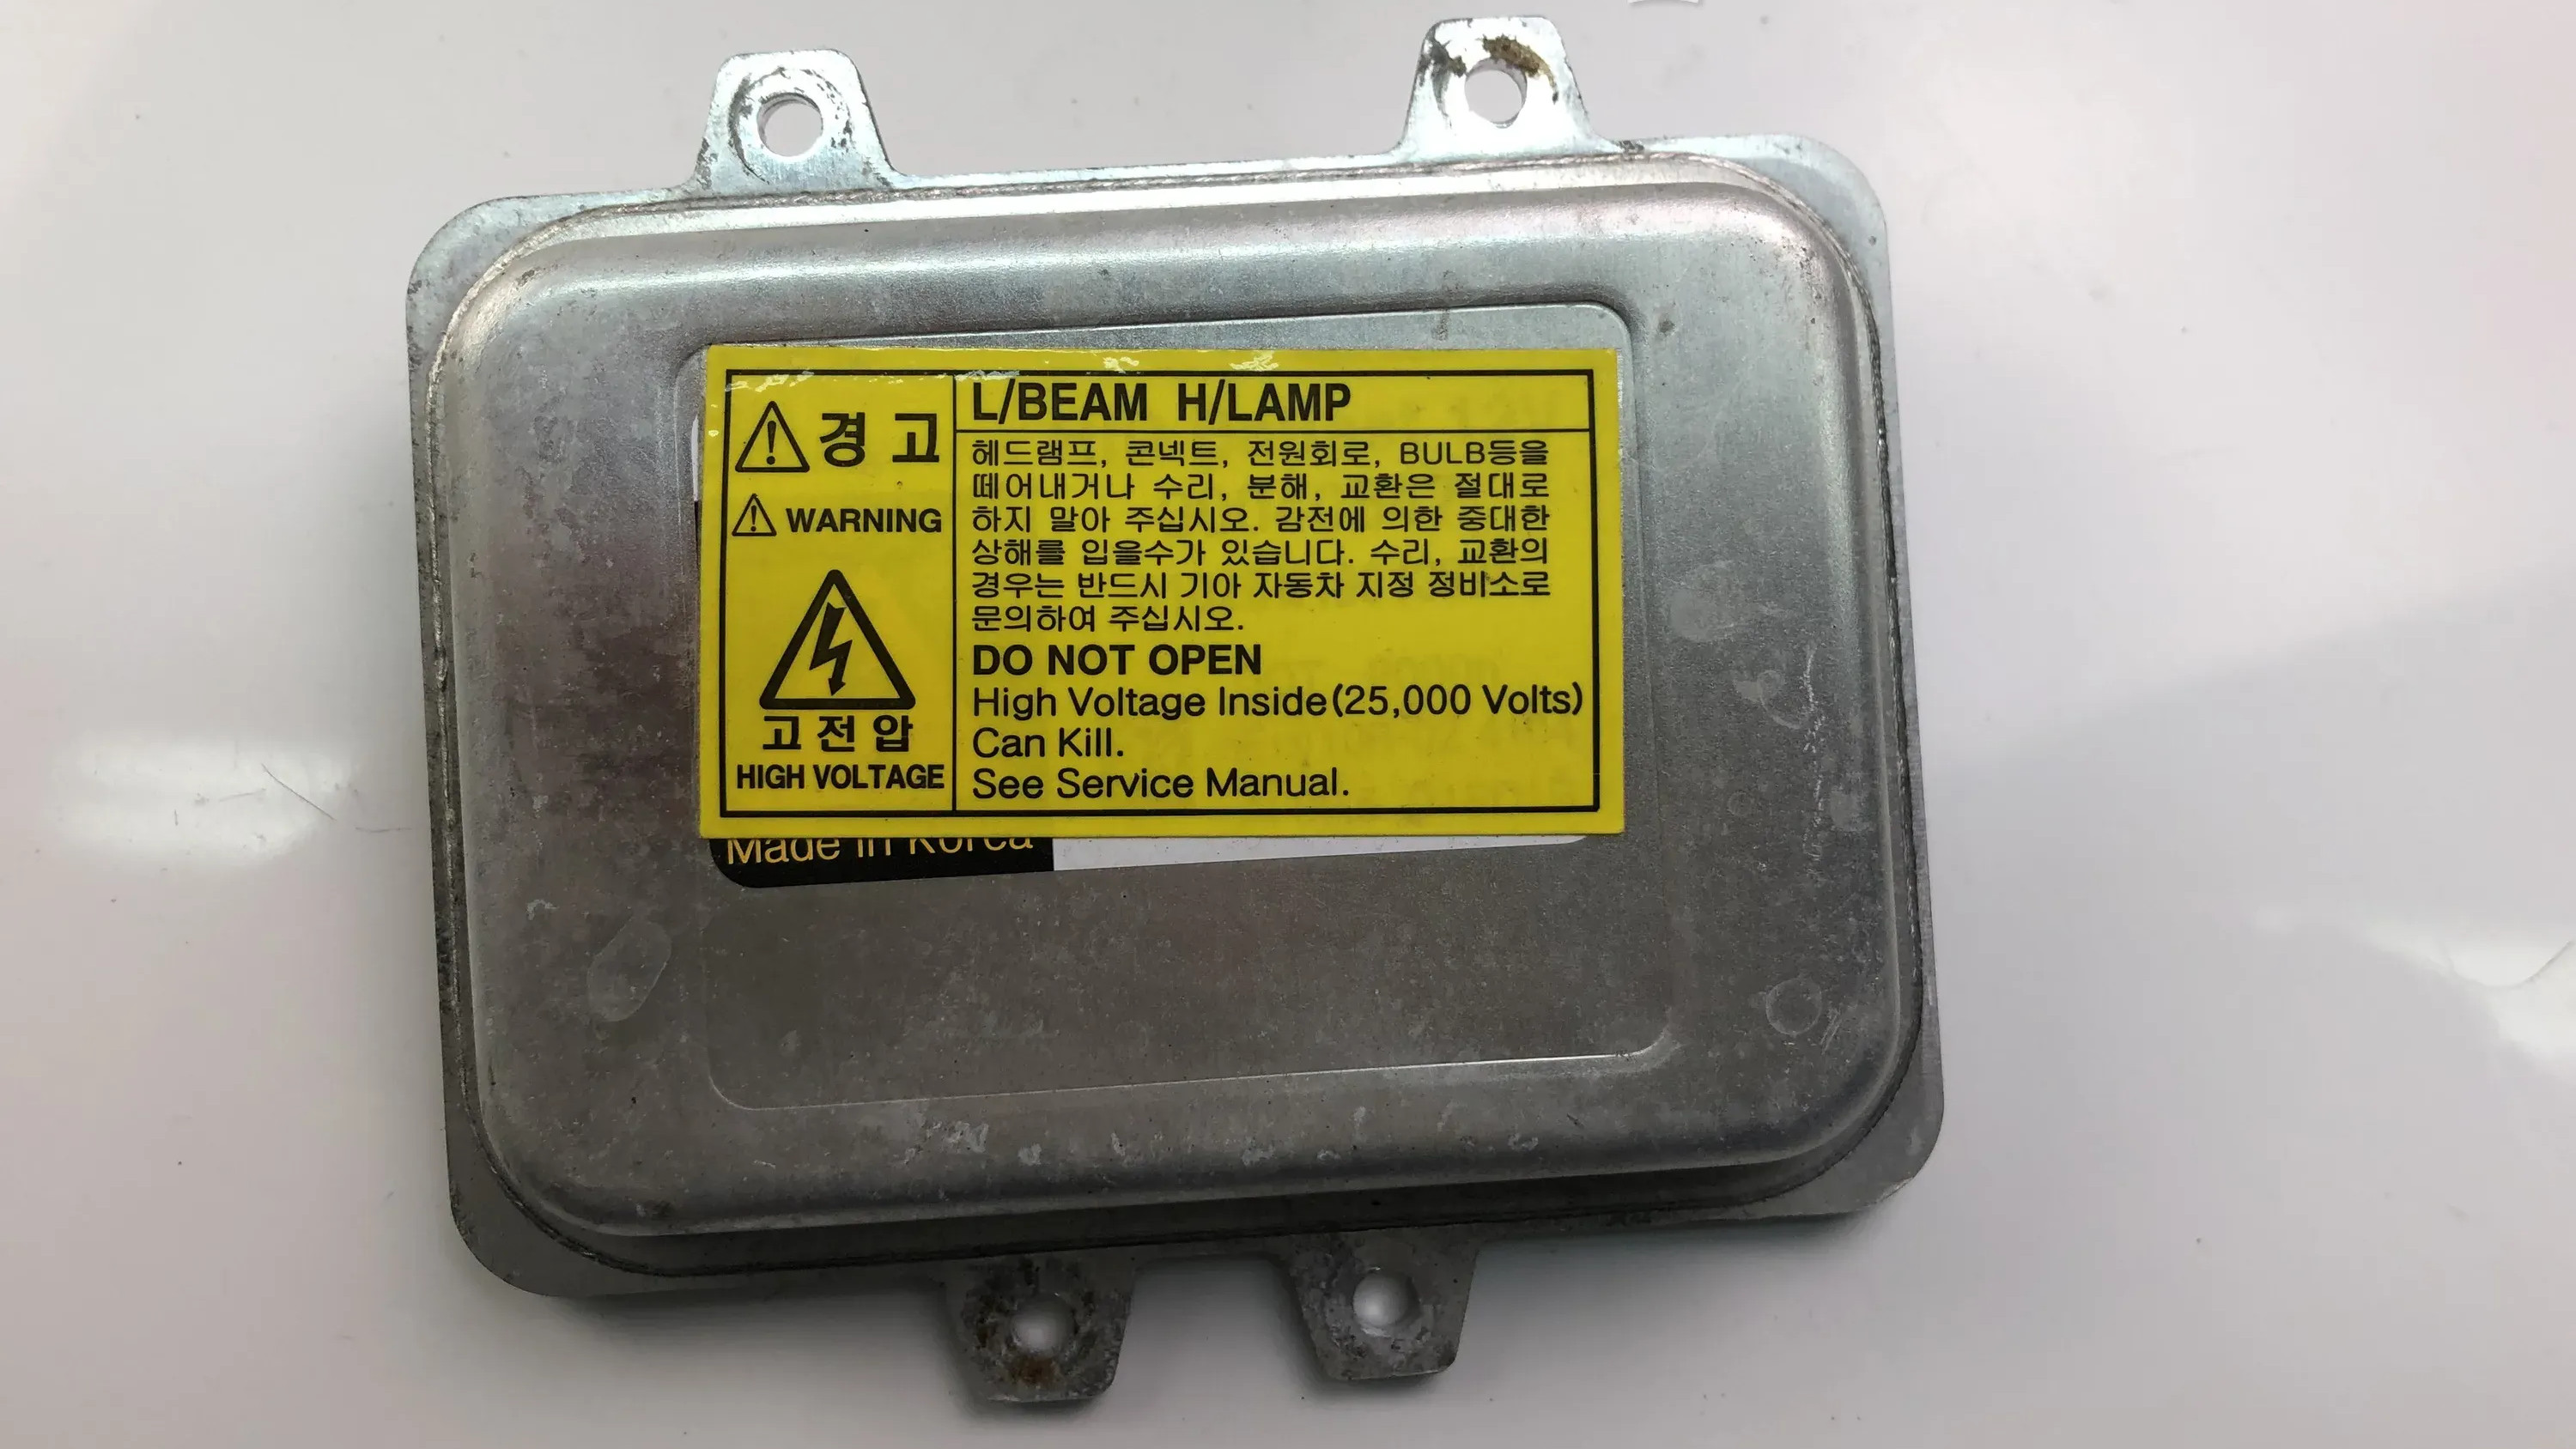 경 고
WARNING
고 전 압
HIGH VOLTAGE
L/BEAM H/LAMP
헤드램프, 콘넥트, 전원회로, BULB등을
떼어내거나 수리, 분해, 교환은 절대로
하지 말아 주십시오. 감전에 의한 중대한
상해를 입을수가 있습니다. 수리, 교환의
경우는 반드시 기아 자동차 지정 정비소로
문의하여 주십시오.
DO NOT OPEN
High Voltage Inside(25,000 Volts)
Can Kill.
See Service Manual.
Made in Korea